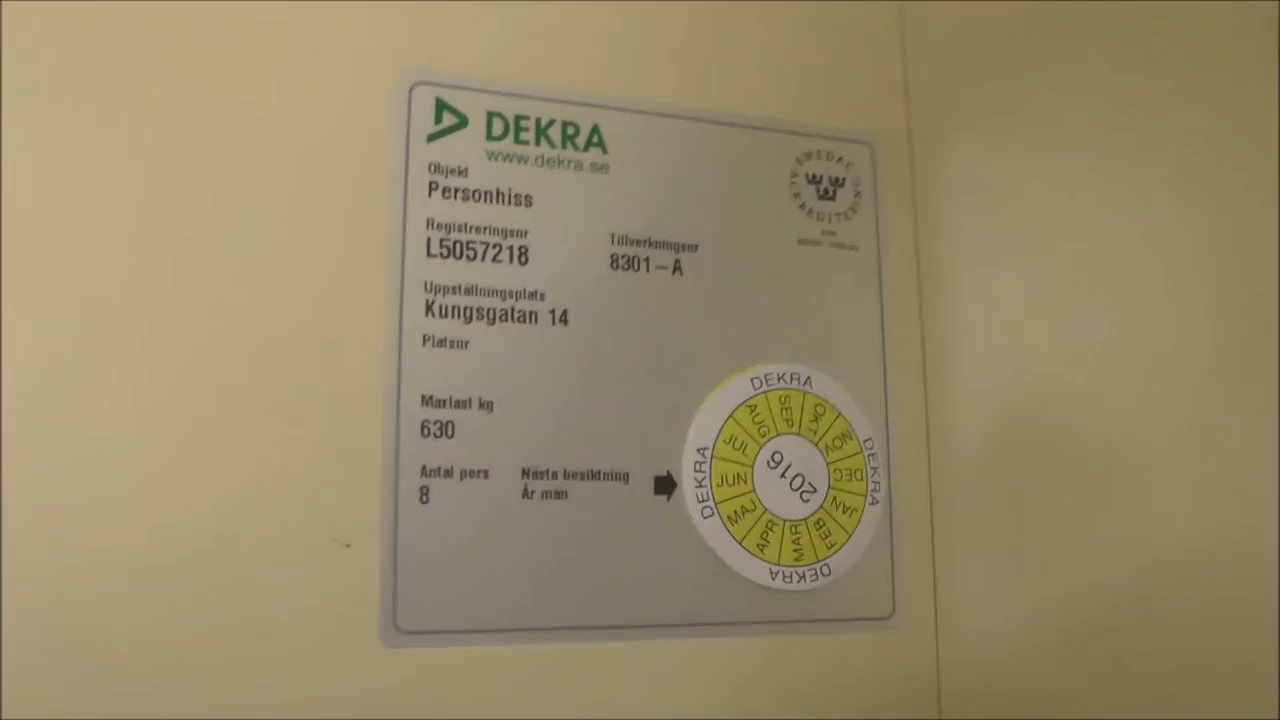 DEKRA
www.dekra.se
SWEDAC ACKREDITERING
Objekt
Personhiss
Registreringsnr
L5057218
Tillverkningsnr
8301-A
Uppställningsplats
Kungsgatan 14
Platsnr
Maxlast kg
630
Antal pers
8
Nästa besiktning
År mån
DEKRA
DEKRA
DEKRA
DEKRA
JAN
FEB
MAR
APR
MAJ
JUN
JUL
AUG
SEP
OKT
NOV
DEC
2016